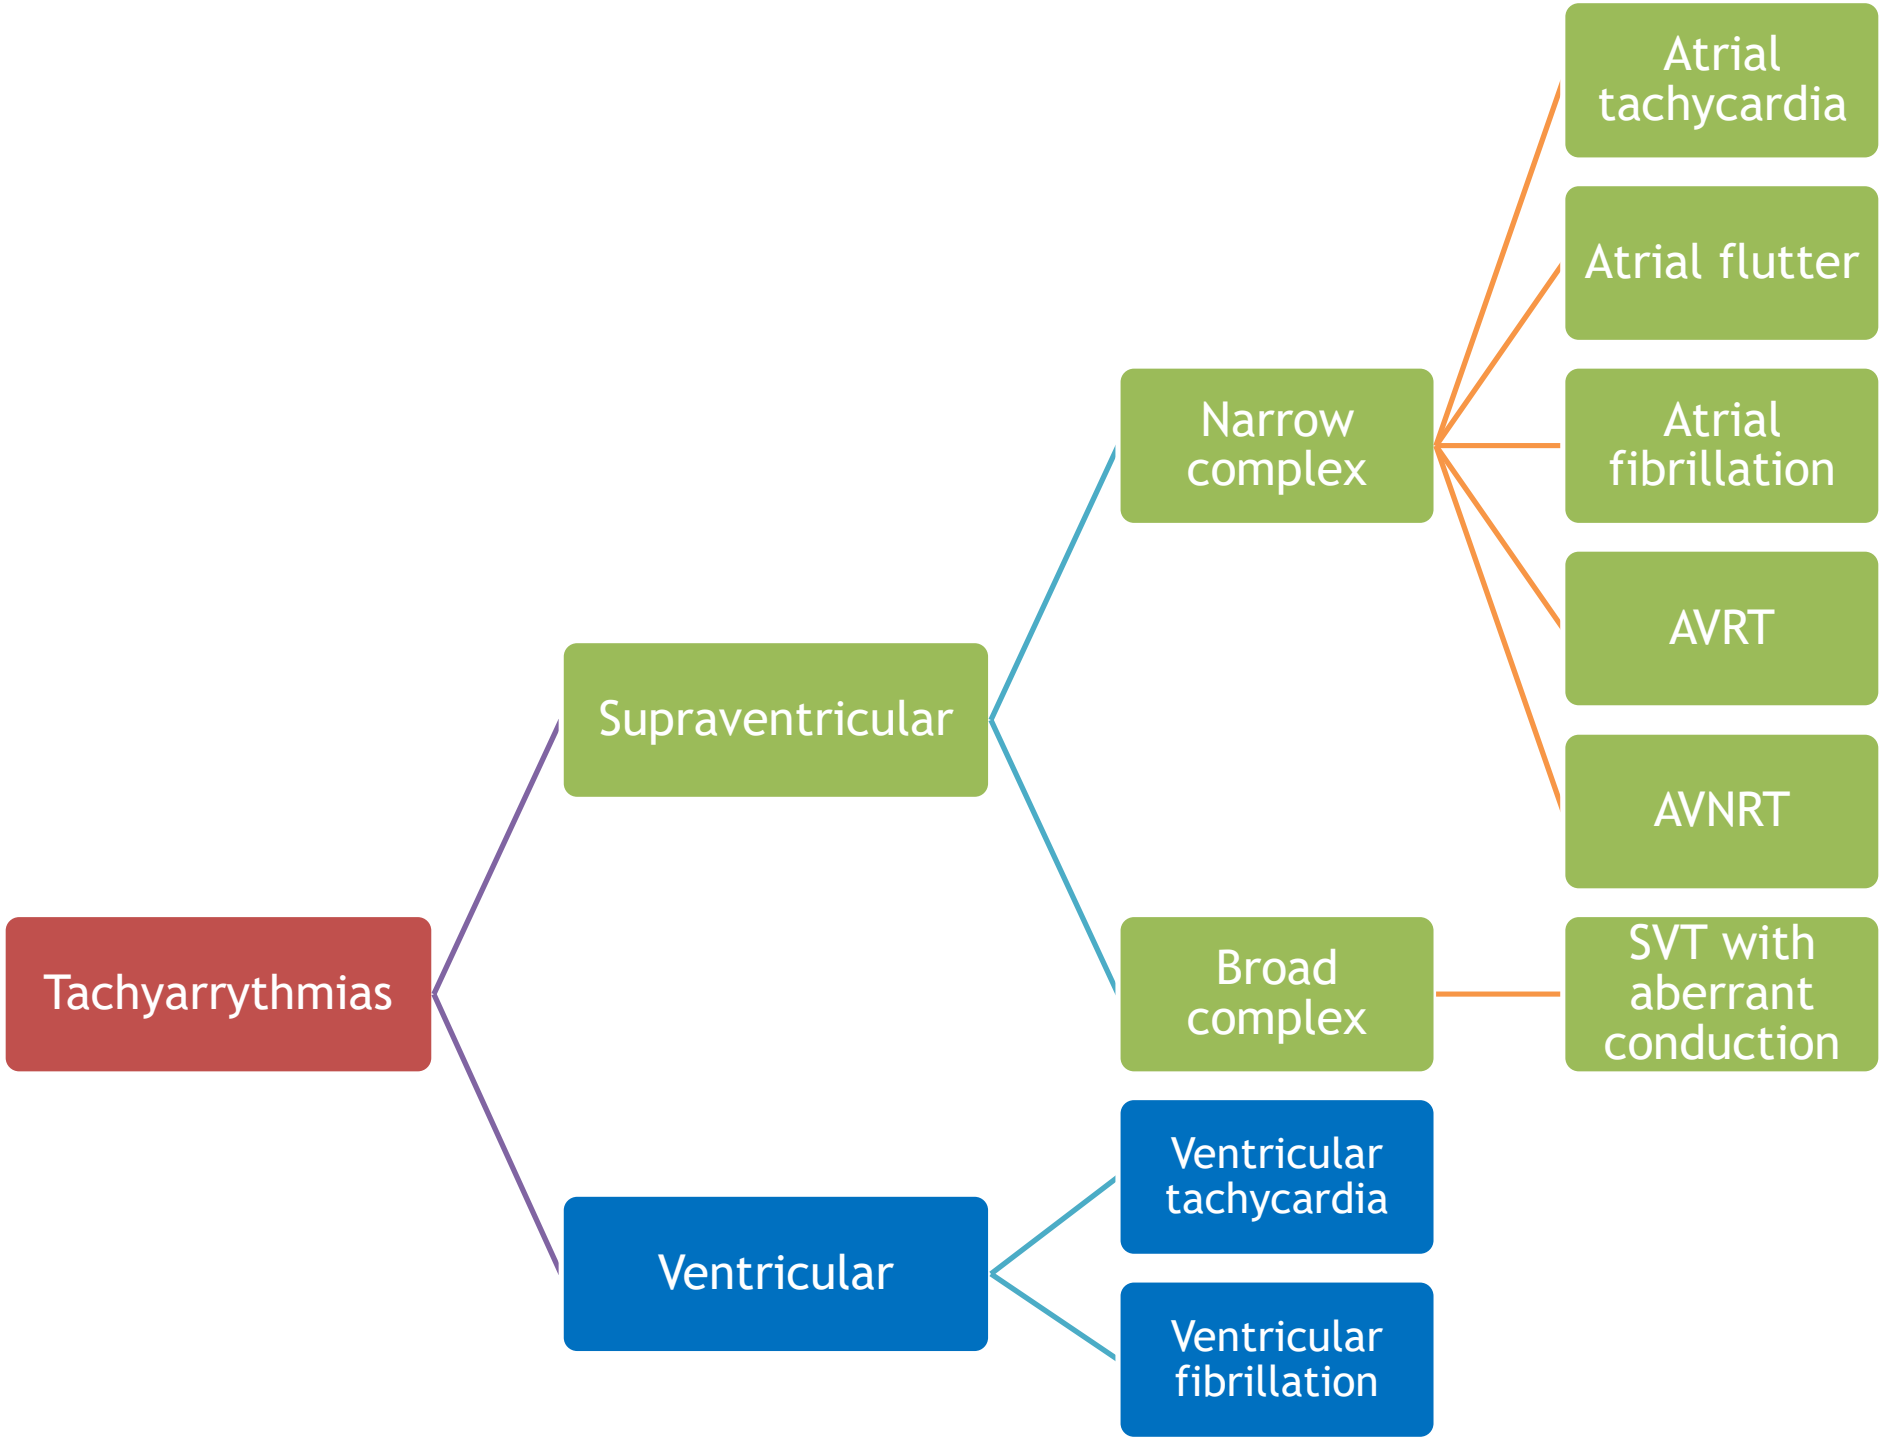 Tachyarrythmias
Supraventricular
Narrow
complex
Atrial
tachycardia
Atrial flutter
Atrial
fibrillation
AVRT
AVNRT
Broad
complex
SVT with
aberrant
conduction
Ventricular
Ventricular
tachycardia
Ventricular
fibrillation